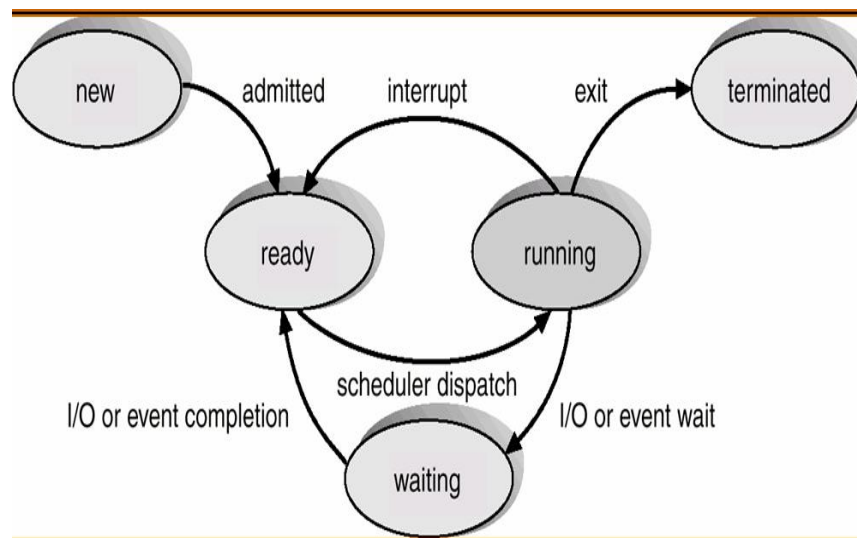 new
admitted
interrupt
exit
terminated
ready
running
scheduler dispatch
I/O or event completion
I/O or event wait
waiting